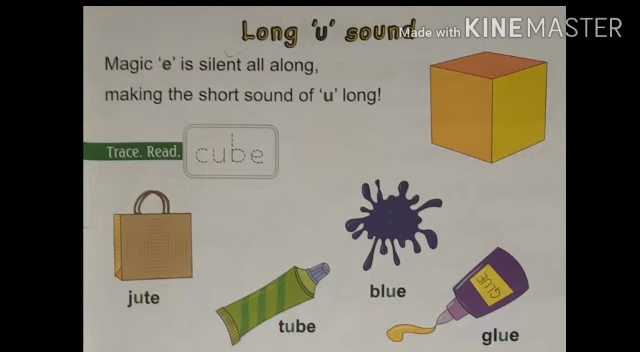 Long 'u' sound
Made with KINEMASTER
Magic 'e' is silent all along,
making the short sound of 'u' long!
Trace. Read. cube
jute
tube
blue
GLUE
glue